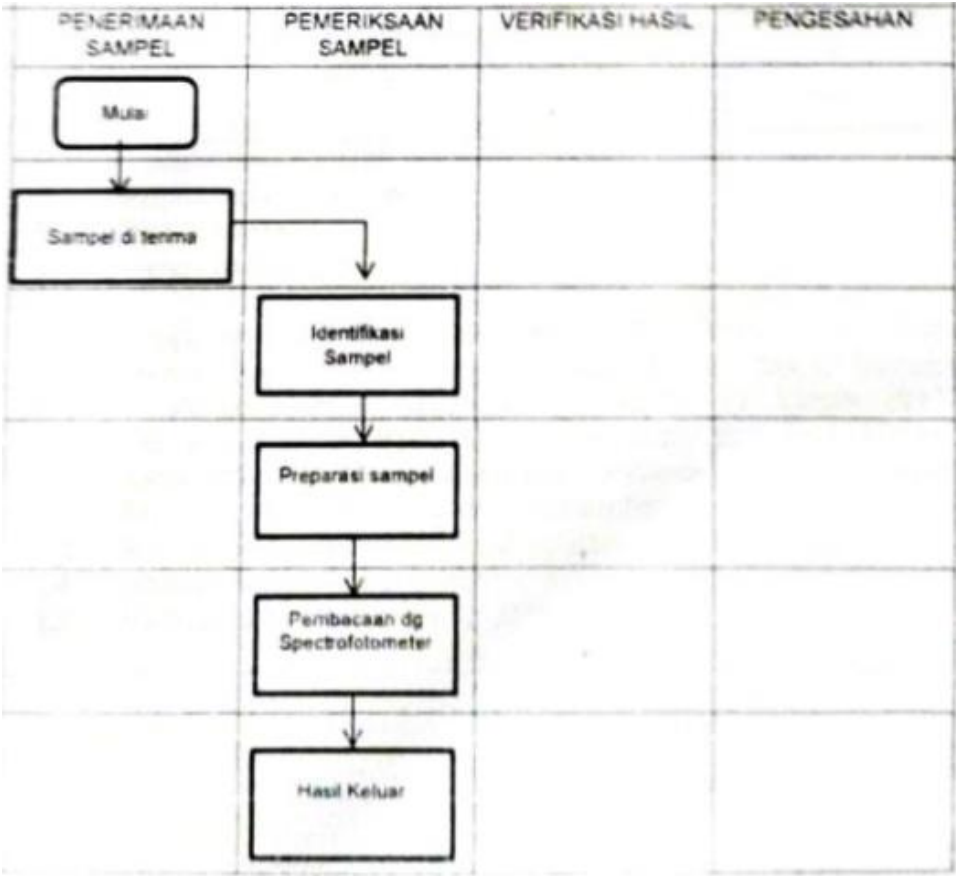 PENERIMAAN
SAMPEL
PEMERIKSAAN
SAMPEL
VERIFIKASI HASIL
PENGESAHAN
Mulai
Sampel di terima
Identifikasi
Sampel
Preparasi sampel
Pembacaan dg
Spectrofotometer
Hasil Keluar